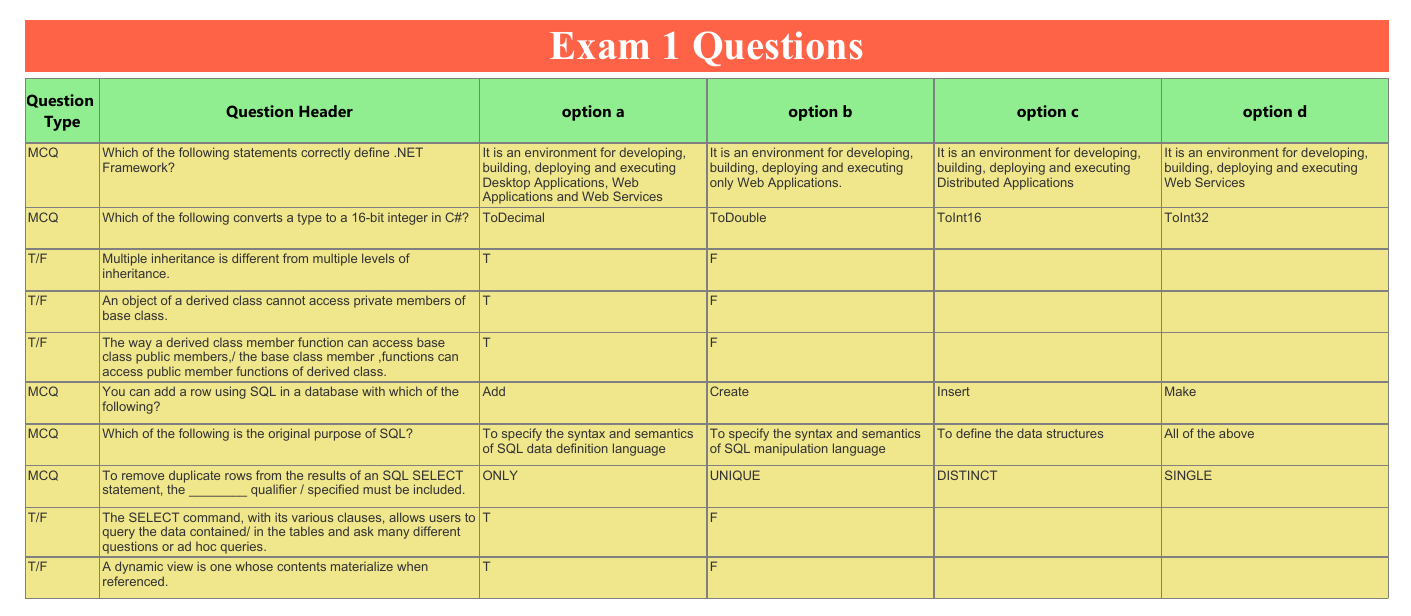 Exam 1 Questions
Question
Type
Question Header
option a
option b
option c
option d
MCQ
Which of the following statements correctly define .NET
Framework?
It is an environment for developing,
building, deploying and executing
Desktop Applications, Web
Applications and Web Services
It is an environment for developing,
building, deploying and executing
only Web Applications.
It is an environment for developing,
building, deploying and executing
Distributed Applications
It is an environment for developing,
building, deploying and executing
Web Services
MCQ
Which of the following converts a type to a 16-bit integer in C#?
ToDecimal
ToDouble
ToInt16
ToInt32
T/F
Multiple inheritance is different from multiple levels of
inheritance.
T
F
T/F
An object of a derived class cannot access private members of
base class.
T
F
T/F
The way a derived class member function can access base
class public members,/ the base class member ,functions can
access public member functions of derived class.
T
F
MCQ
You can add a row using SQL in a database with which of the
following?
Add
Create
Insert
Make
MCQ
Which of the following is the original purpose of SQL?
To specify the syntax and semantics
of SQL data definition language
To specify the syntax and semantics
of SQL manipulation language
To define the data structures
All of the above
MCQ
To remove duplicate rows from the results of an SQL SELECT
statement, the ________ qualifier / specified must be included.
ONLY
UNIQUE
DISTINCT
SINGLE
T/F
The SELECT command, with its various clauses, allows users to
query the data contained/ in the tables and ask many different
questions or ad hoc queries.
T
F
T/F
A dynamic view is one whose contents materialize when
referenced.
T
F